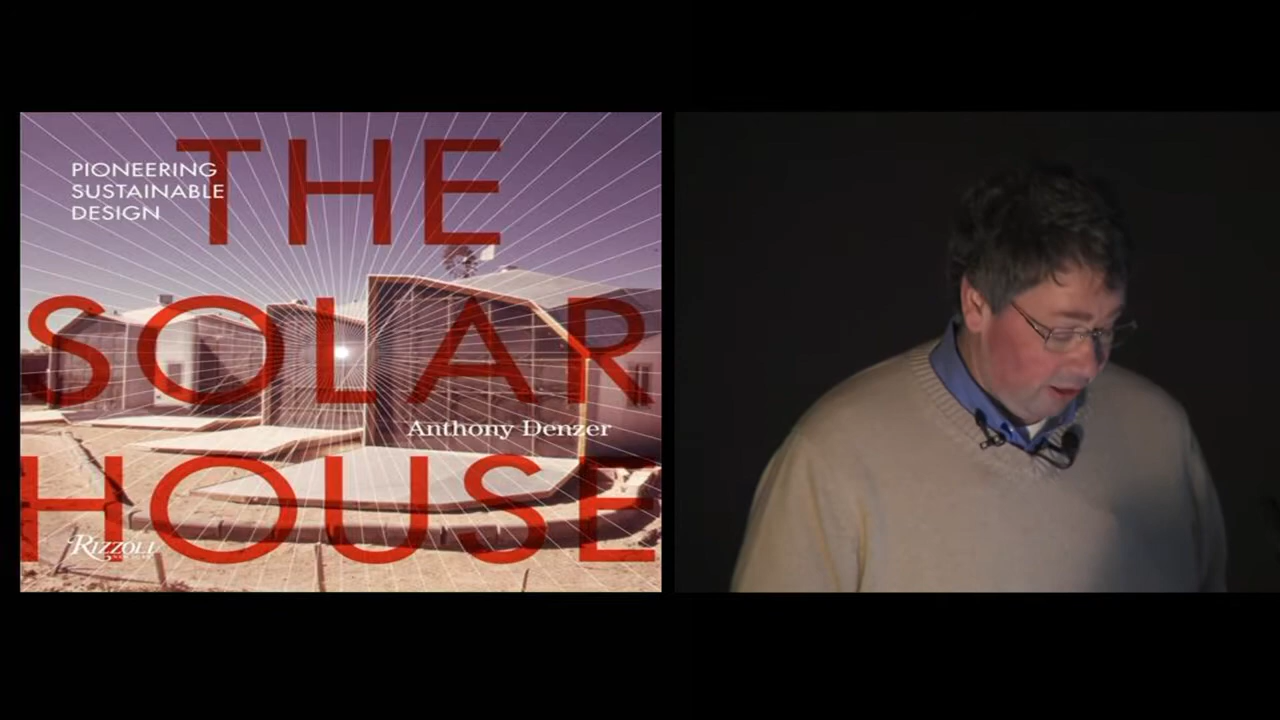 THE
PIONEERING
SUSTAINABLE
DESIGN
SOLAR
Anthony Denzer
HOUSE
RIZZOLI